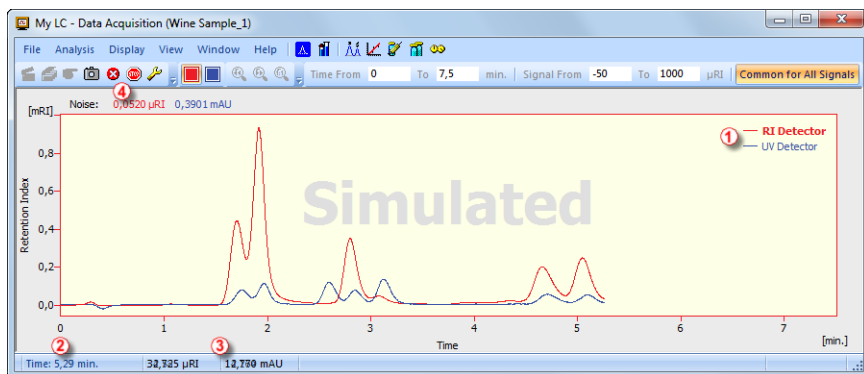 My LC - Data Acquisition (Wine Sample_1)
File Analysis Display View Window Help
Time From 0 To 7,5 min. Signal From -50 To 1000 µRI Common for All Signals
4
Noise: 0,0520 µRI 0,3901 mAU
[mRI]
1 RI Detector
UV Detector
0,8
0,6
0,4
0,2
0,0
Retention Index
Simulated
0 1 2 3 4 5 6 7
Time [min.]
2 3
Time: 5,29 min. µRI mAU